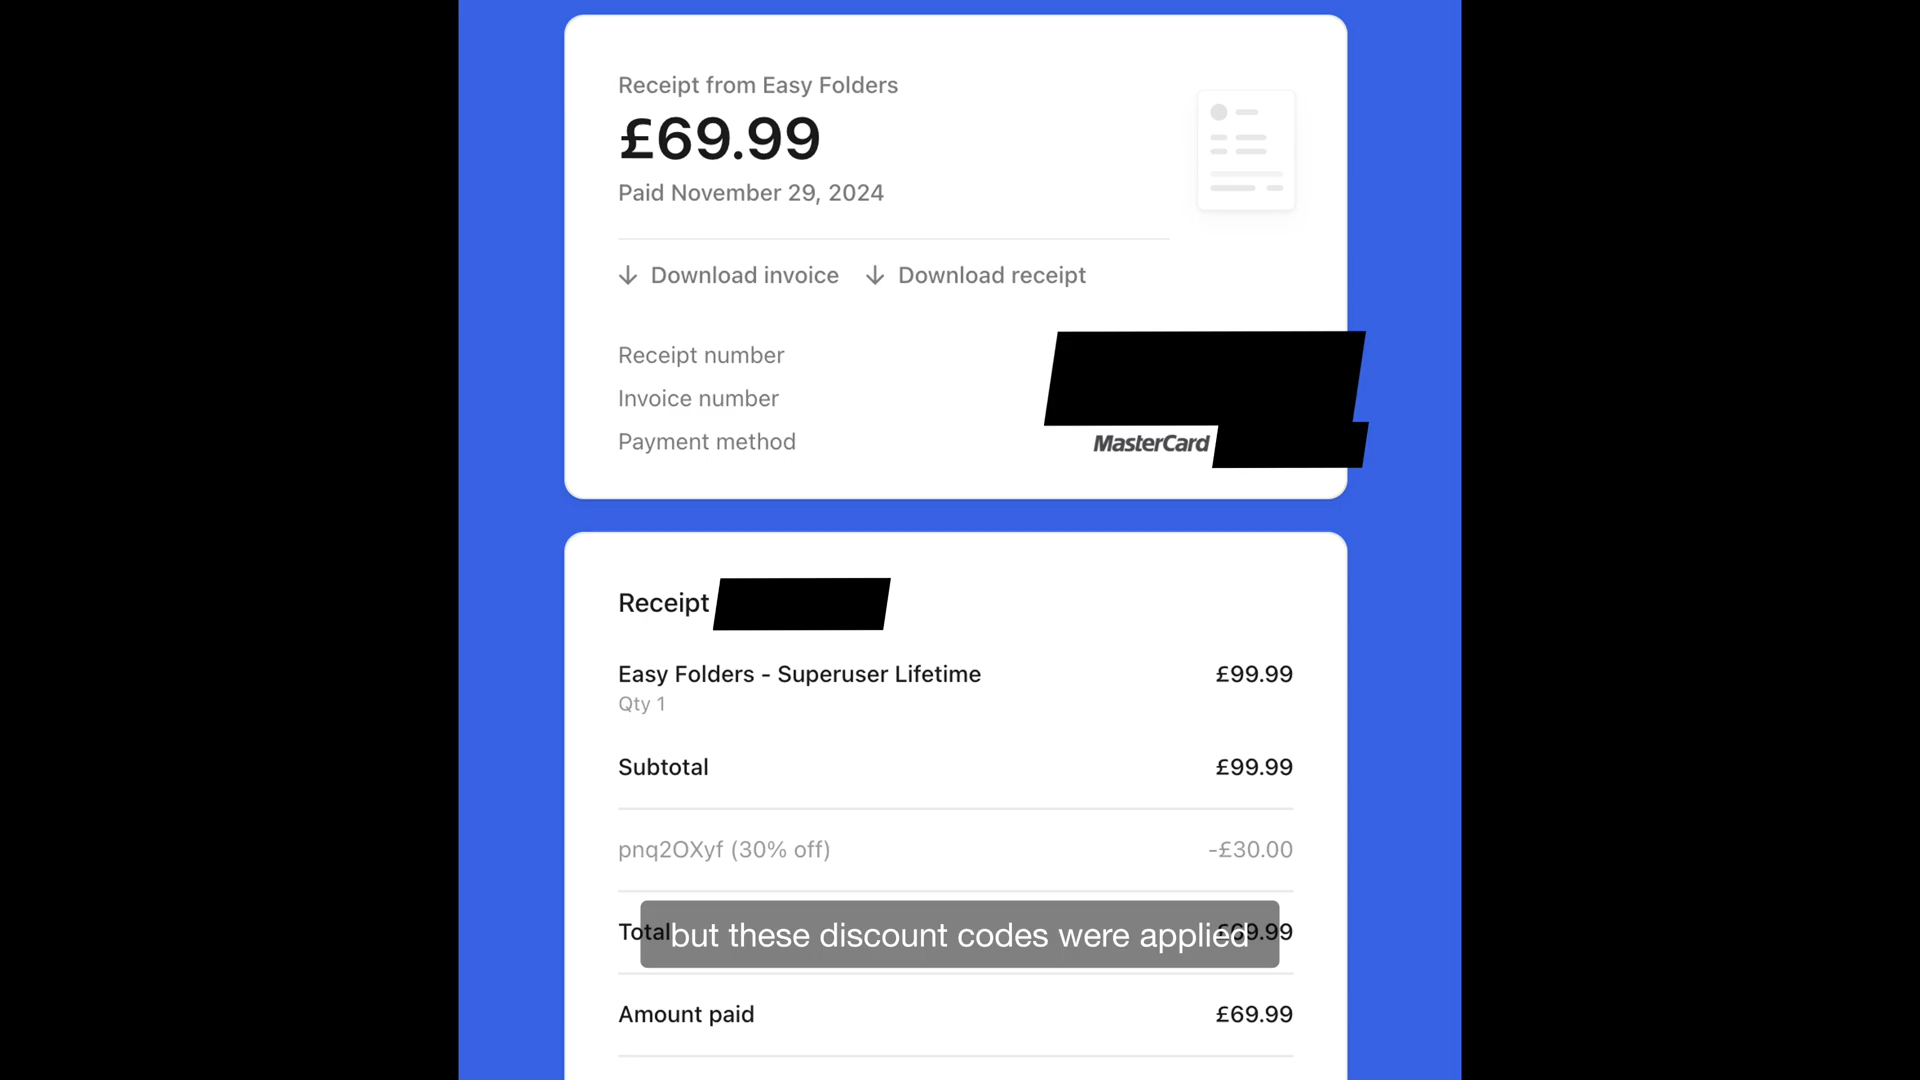 Receipt from Easy Folders
£69.99
Paid November 29, 2024
Download invoice Download receipt
Receipt number
Invoice number
Payment method MasterCard
Receipt
Easy Folders - Superuser Lifetime £99.99
Qty 1
Subtotal £99.99
pnq2OXyf (30% off) -£30.00
Total £69.99
but these discount codes were applied
Amount paid £69.99